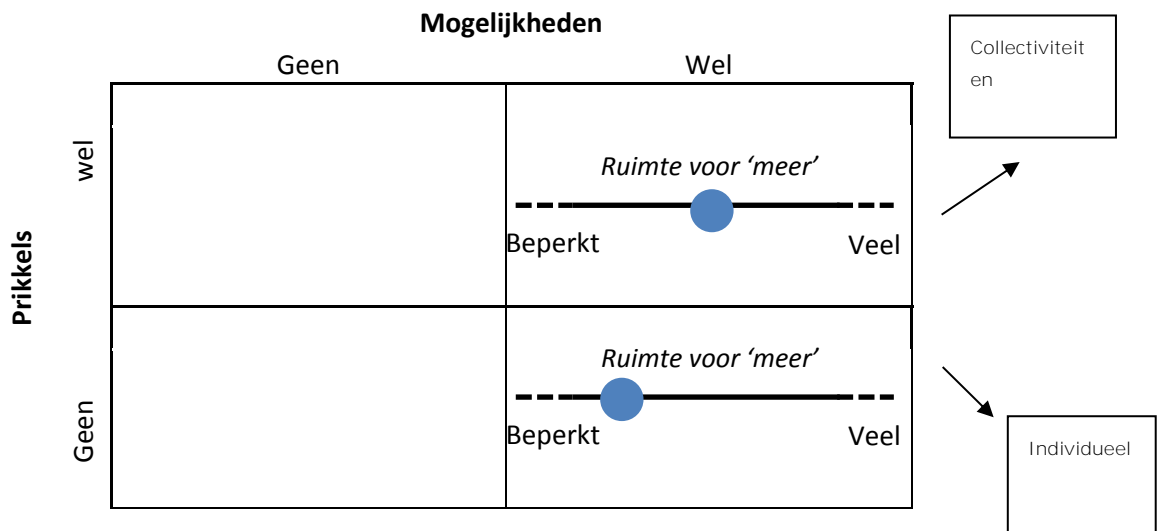 Mogelijkheden
Geen
Wel
Collectiviteit
en
Prikkels
wel
Ruimte voor ‘meer’
Beperkt
Veel
Geen
Ruimte voor ‘meer’
Beperkt
Veel
Individueel